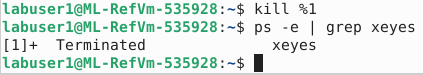 labuser1@ML-RefVm-535928:~$ kill %1
labuser1@ML-RefVm-535928:~$ ps -e | grep xeyes
[1]+  Terminated              xeyes
labuser1@ML-RefVm-535928:~$